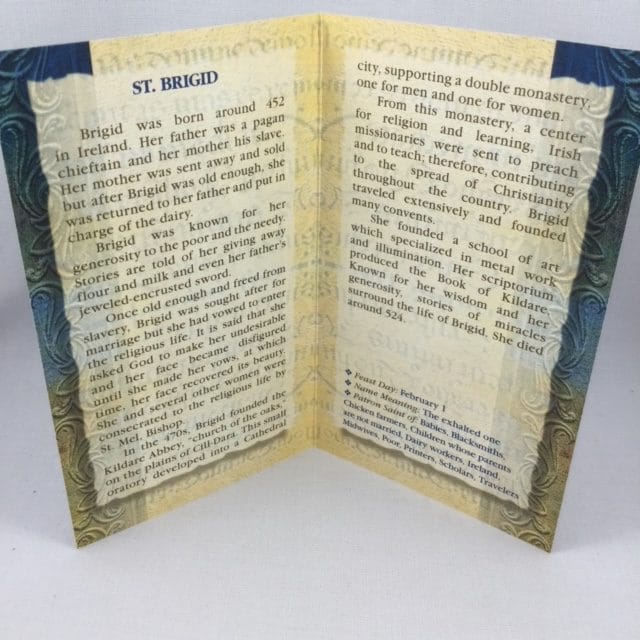 ST. BRIGID
Brigid was born around 452
in Ireland. Her father was a pagan
chieftain and her mother his slave.
Her mother was sent away and sold
but after Brigid was old enough, she
was returned to her father and put in
charge of the dairy.
Brigid was known for her
generosity to the poor and the needy.
Stories are told of her giving away
flour and milk and even her father's
jeweled-encrusted sword.
Once old enough and freed from
slavery, Brigid was sought after for
marriage but she had vowed to enter
the religious life. It is said that she
asked God to make her undesirable
and her face became disfigured
until she made her vows, at which
time, her face recovered its beauty.
She and several other women were
consecrated to the religious life by
St. Mel, Bishop.
In the 470s, Brigid founded the
Kildare Abbey, "church of the oaks,"
on the plains of Cill-Dara. This small
oratory developed into a Cathedral
city, supporting a double monastery,
one for men and one for women.
From this monastery, a center
for religion and learning, Irish
missionaries were sent to preach
and to teach; therefore, contributing
to the spread of Christianity
throughout the country. Brigid
traveled extensively and founded
many convents.
She founded a school of art
which specialized in metal work
and illumination. Her scriptorium
produced the Book of Kildare.
Known for her wisdom and her
generosity, stories of miracles
surround the life of Brigid. She died
around 524.
❖ Feast Day: February 1
❖ Name Meaning: The exhalted one
❖ Patron Saint of: Babies, Blacksmiths,
Chicken farmers, Children whose parents
are not married, Dairy workers, Ireland,
Midwives, Poor, Printers, Scholars, Travelers